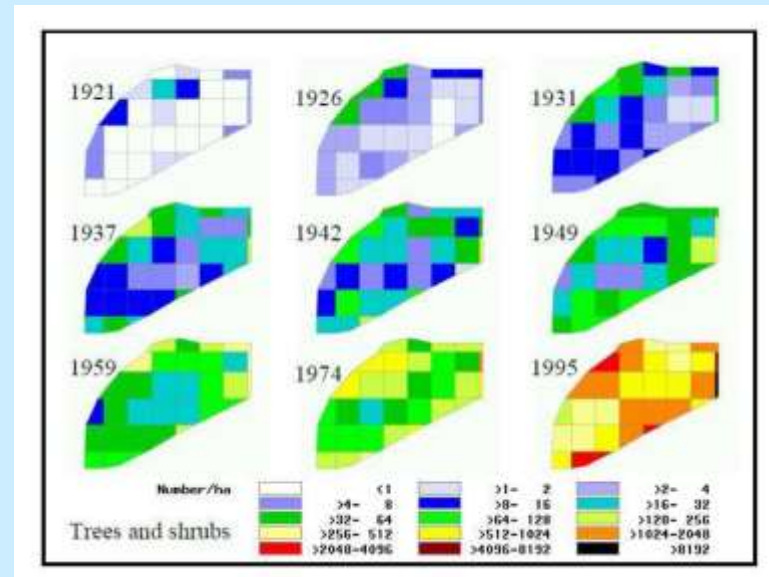 1921 1926 1931
1937 1942 1949
1959 1974 1995
Number/ha <1 >1- 2 >2- 4
>4- 8 >8- 16 >16- 32
>32- 64 >64- 128 >128- 256
Trees and shrubs >256- 512 >512-1024 >1024-2048
>2048-4096 >4096-8192 >8192